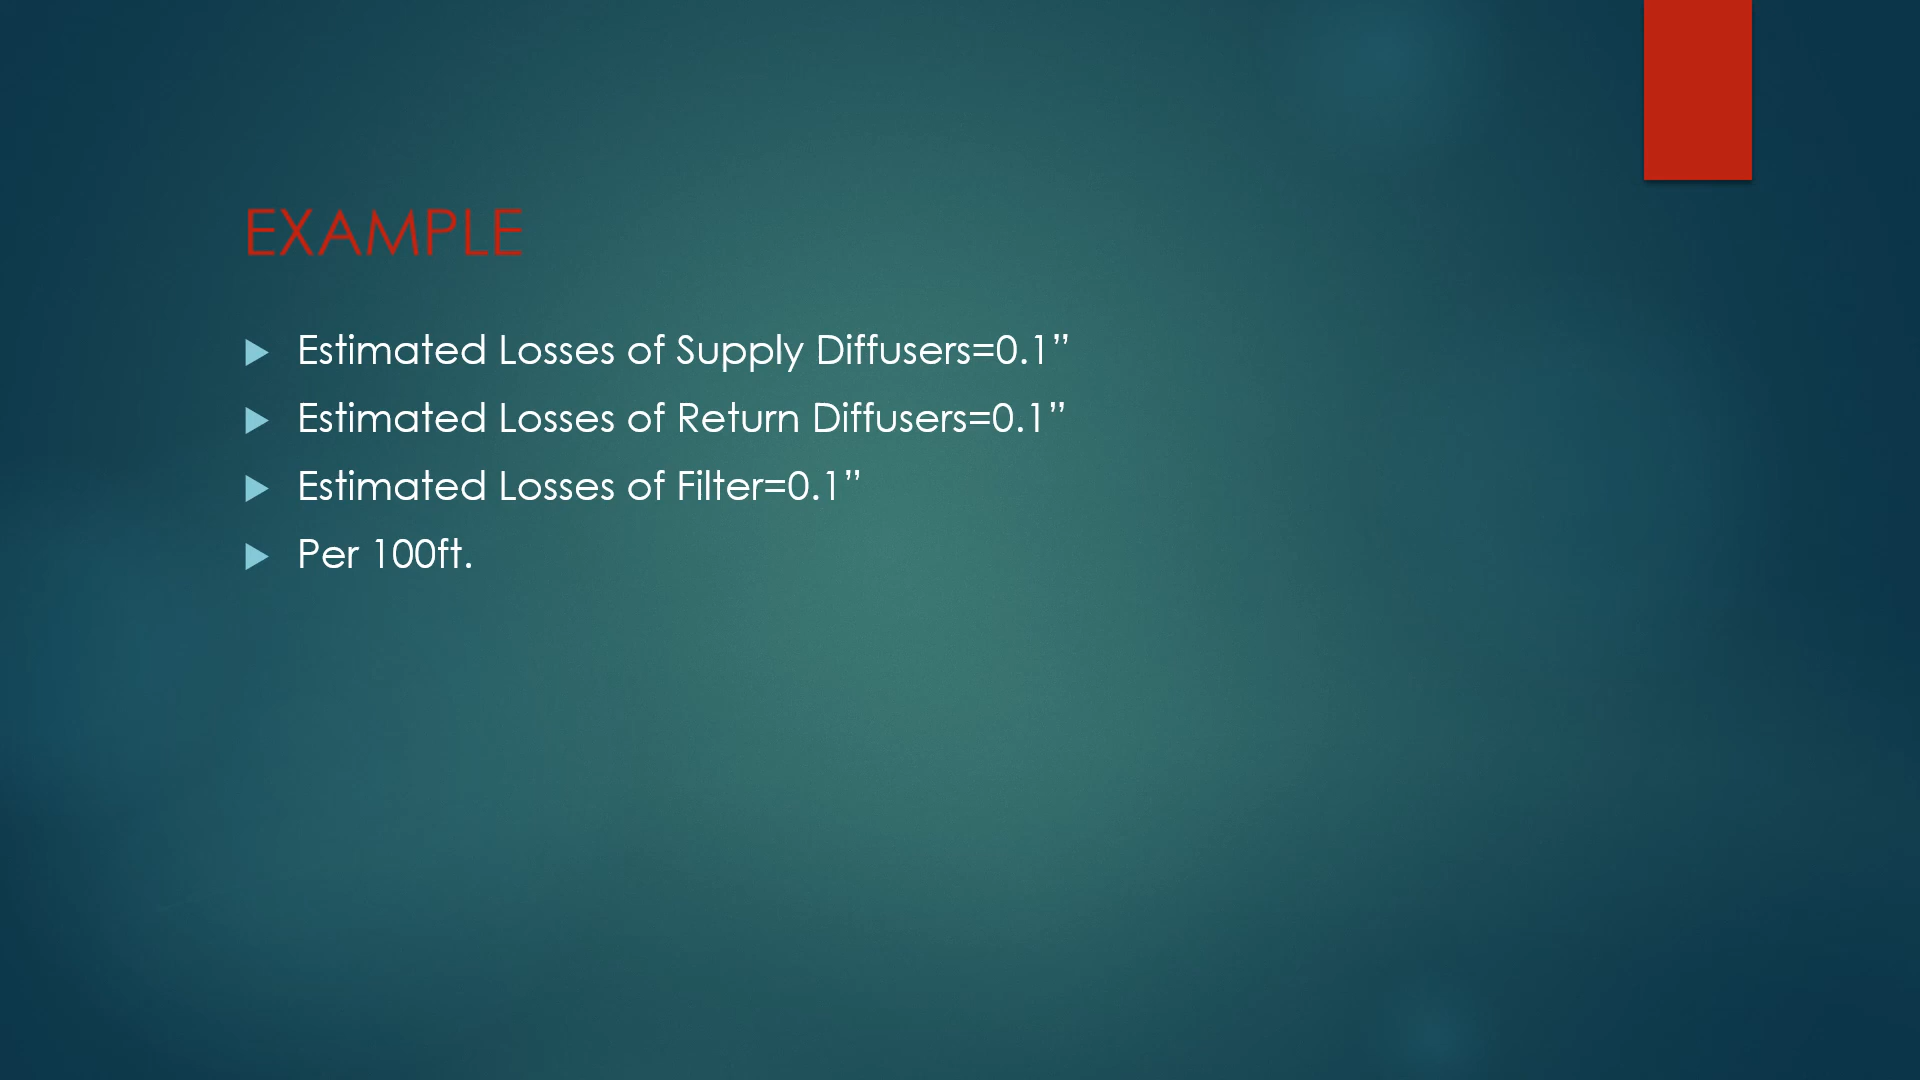 EXAMPLE
Estimated Losses of Supply Diffusers=0.1”
Estimated Losses of Return Diffusers=0.1”
Estimated Losses of Filter=0.1”
Per 100ft.